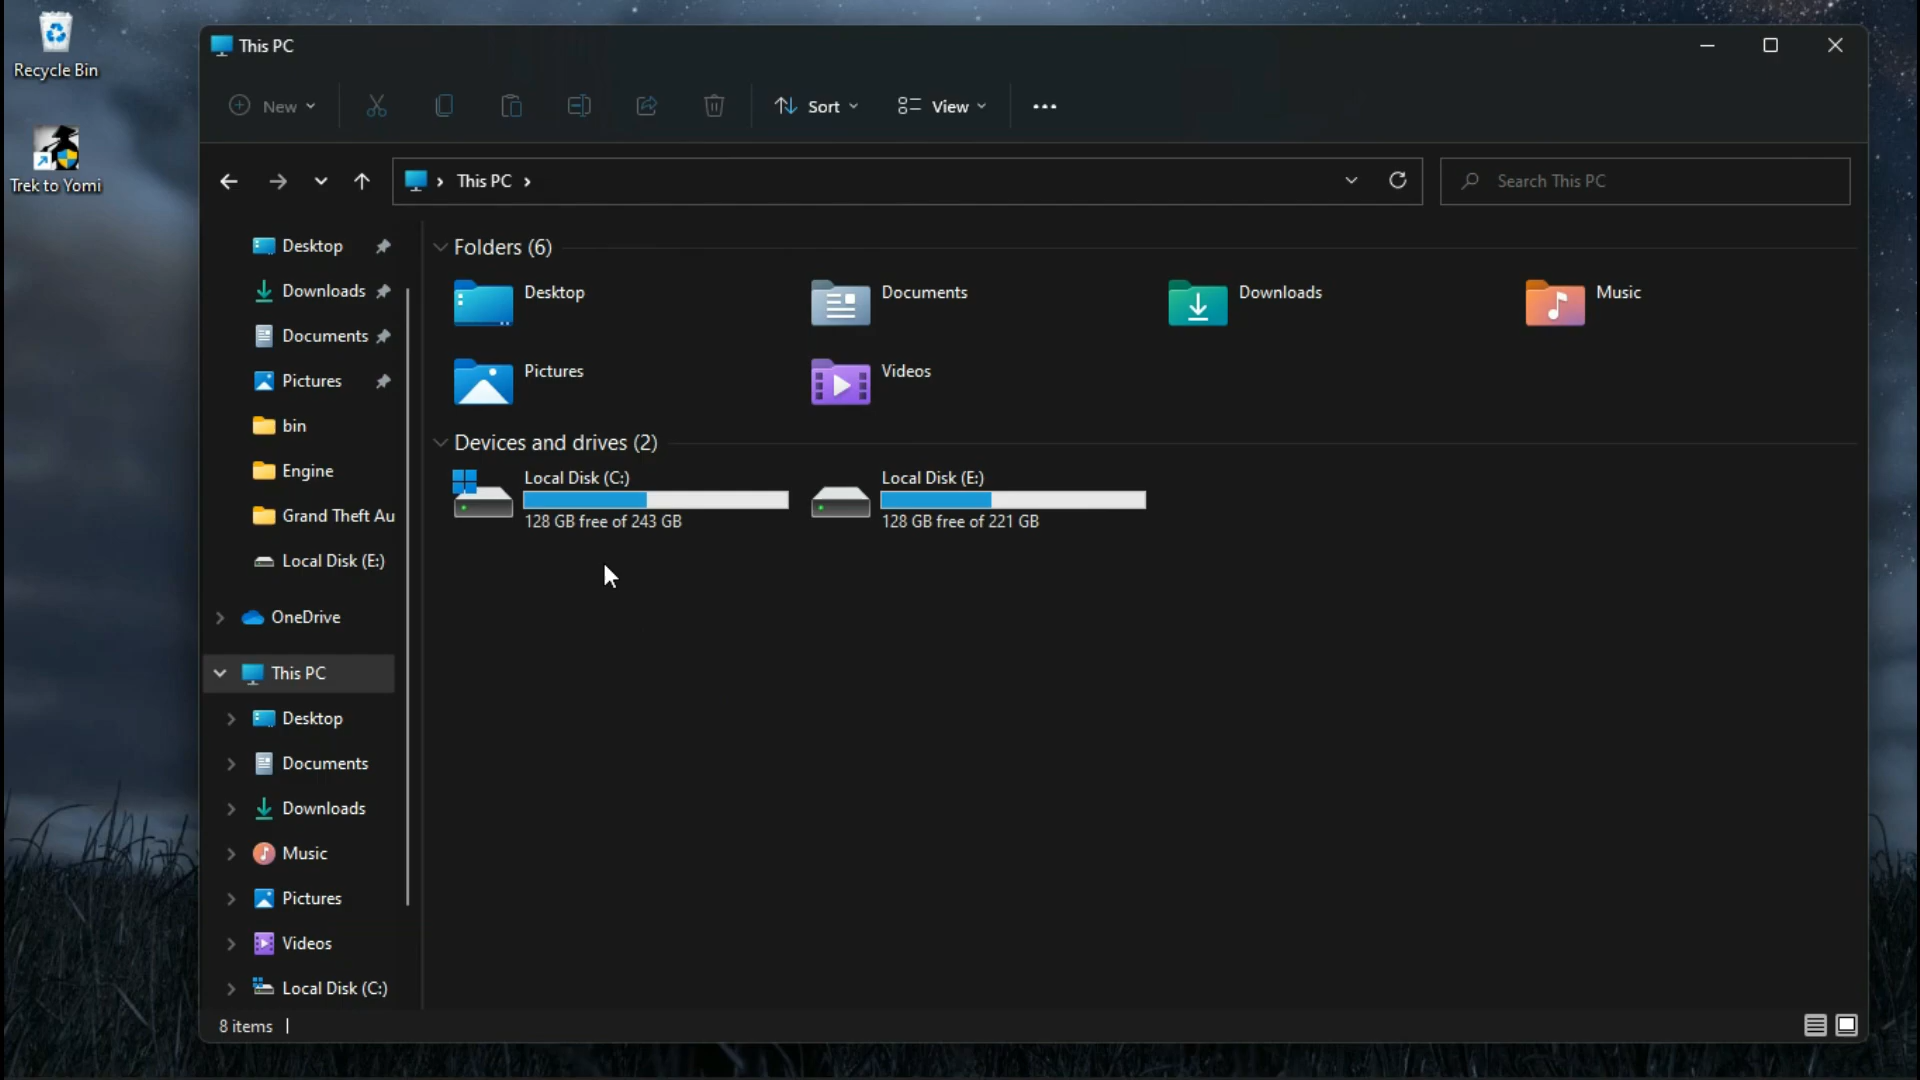 Recycle Bin
Trek to Yomi
This PC
New
Sort
View
This PC
Search This PC
Desktop
Downloads
Documents
Pictures
bin
Engine
Grand Theft Au
Local Disk (E:)
OneDrive
This PC
Desktop
Documents
Downloads
Music
Pictures
Videos
Local Disk (C:)
Folders (6)
Desktop
Documents
Downloads
Music
Pictures
Videos
Devices and drives (2)
Local Disk (C:)
128 GB free of 243 GB
Local Disk (E:)
128 GB free of 221 GB
8 items